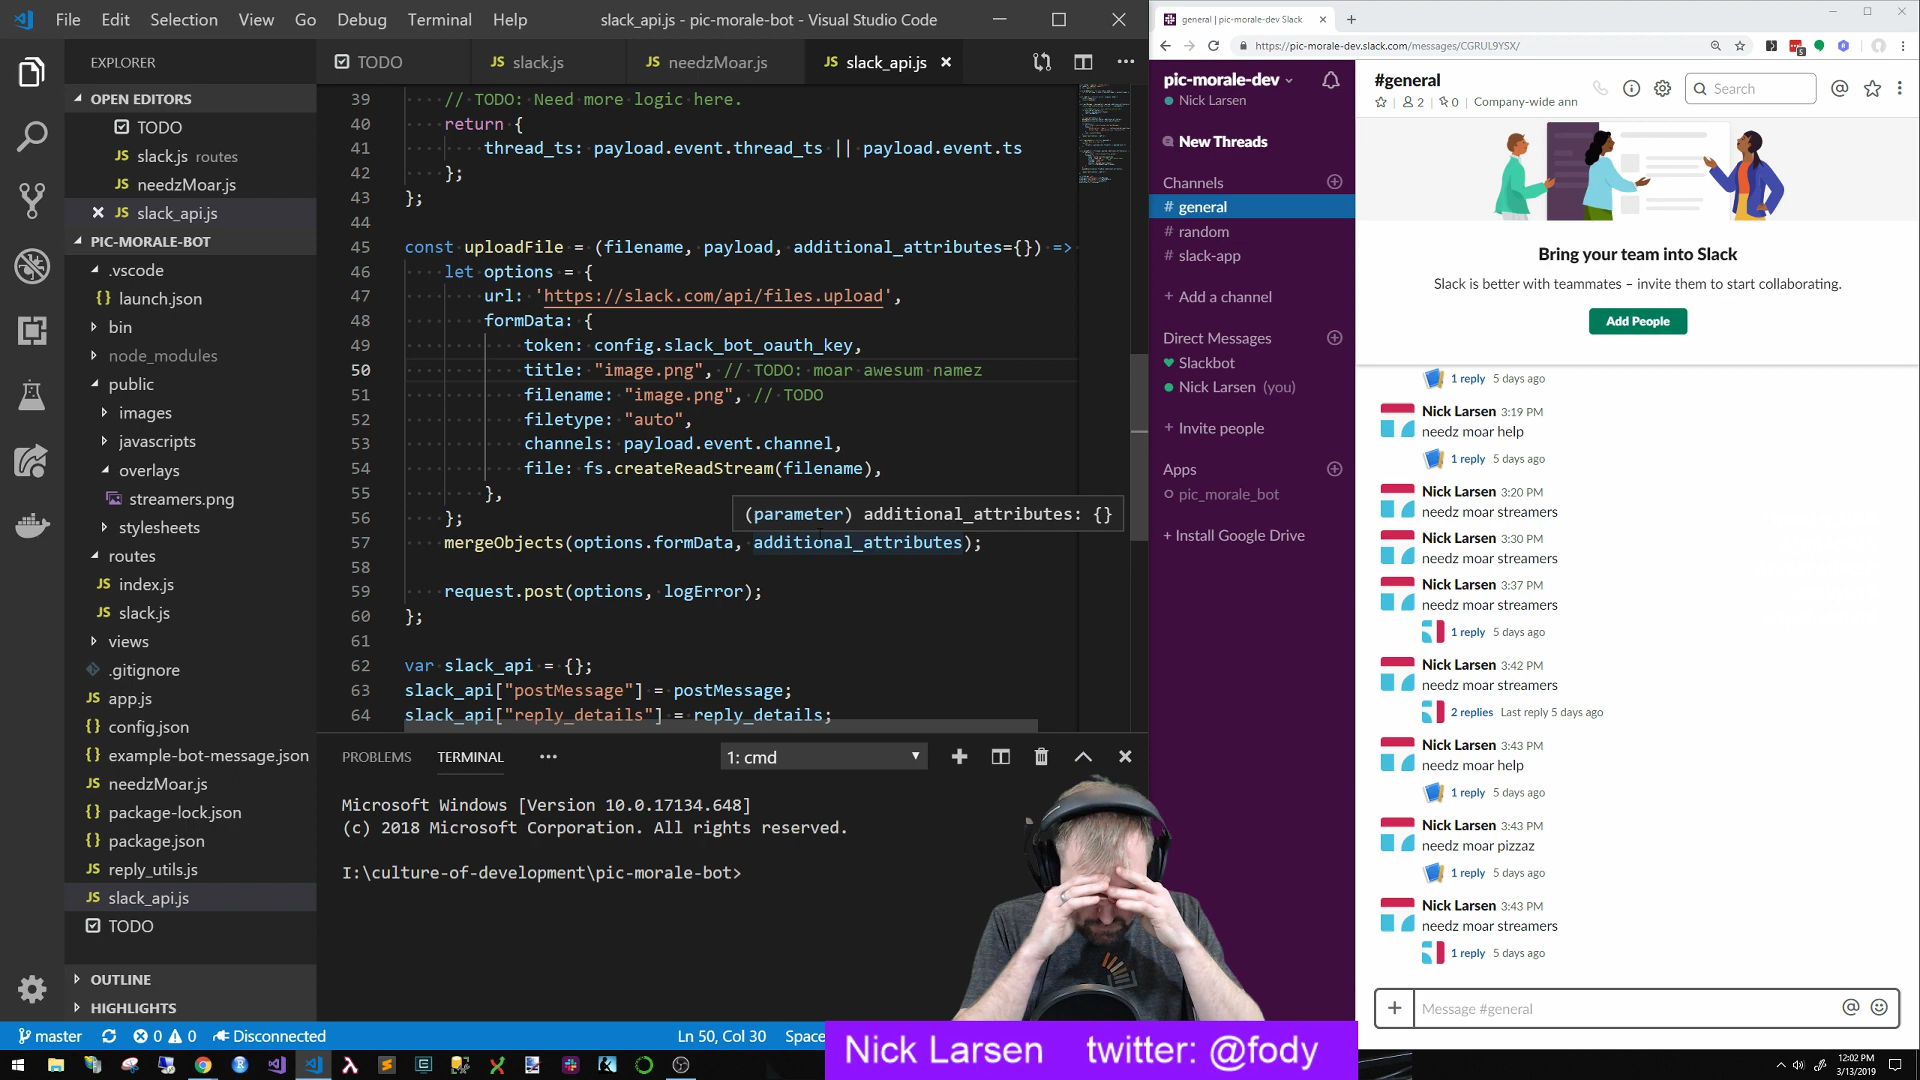 File Edit Selection View Go Debug Terminal Help
slack_api.js - pic-morale-bot - Visual Studio Code
EXPLORER
OPEN EDITORS
TODO
slack.js routes
needzMoar.js
slack_api.js
PIC-MORALE-BOT
.vscode
launch.json
bin
node_modules
public
images
javascripts
overlays
streamers.png
stylesheets
routes
index.js
slack.js
views
.gitignore
app.js
config.json
example-bot-message.json
needzMoar.js
package-lock.json
package.json
reply_utils.js
slack_api.js
TODO
OUTLINE
HIGHLIGHTS
TODO
slack.js
needzMoar.js
slack_api.js
39 // TODO: Need more logic here.
40 return {
41 thread_ts: payload.event.thread_ts || payload.event.ts
42 };
43 };
44
45 const uploadFile = (filename, payload, additional_attributes={}) =>
46 let options = {
47 url: 'https://slack.com/api/files.upload',
48 formData: {
49 token: config.slack_bot_oauth_key,
50 title: "image.png", // TODO: moar awesum namez
51 filename: "image.png", // TODO
52 filetype: "auto",
53 channels: payload.event.channel,
54 file: fs.createReadStream(filename),
55 },
(parameter) additional_attributes: {}
56 };
57 mergeObjects(options.formData, additional_attributes);
58
59 request.post(options, logError);
60 };
61
62 var slack_api = {};
63 slack_api["postMessage"] = postMessage;
64 slack_api["reply_details"] = reply_details;
PROBLEMS TERMINAL
1: cmd
Microsoft Windows [Version 10.0.17134.648]
(c) 2018 Microsoft Corporation. All rights reserved.
I:\culture-of-development\pic-morale-bot>
master 0 0 Disconnected
Ln 50, Col 30 Space
Nick Larsen twitter: @fody
general | pic-morale-dev Slack
https://pic-morale-dev.slack.com/messages/CGRUL9YSX/
pic-morale-dev
Nick Larsen
New Threads
Channels
# general
# random
# slack-app
+ Add a channel
Direct Messages
Slackbot
Nick Larsen (you)
+ Invite people
Apps
pic_morale_bot
+ Install Google Drive
#general
2 0 Company-wide ann
Search
Bring your team into Slack
Slack is better with teammates – invite them to start collaborating.
Add People
1 reply 5 days ago
Nick Larsen 3:19 PM
needz moar help
1 reply 5 days ago
Nick Larsen 3:20 PM
needz moar streamers
Nick Larsen 3:30 PM
needz moar streamers
Nick Larsen 3:37 PM
needz moar streamers
1 reply 5 days ago
Nick Larsen 3:42 PM
needz moar streamers
2 replies Last reply 5 days ago
Nick Larsen 3:43 PM
needz moar help
1 reply 5 days ago
Nick Larsen 3:43 PM
needz moar pizzaz
1 reply 5 days ago
Nick Larsen 3:43 PM
needz moar streamers
1 reply 5 days ago
Message #general
12:02 PM
3/13/2019